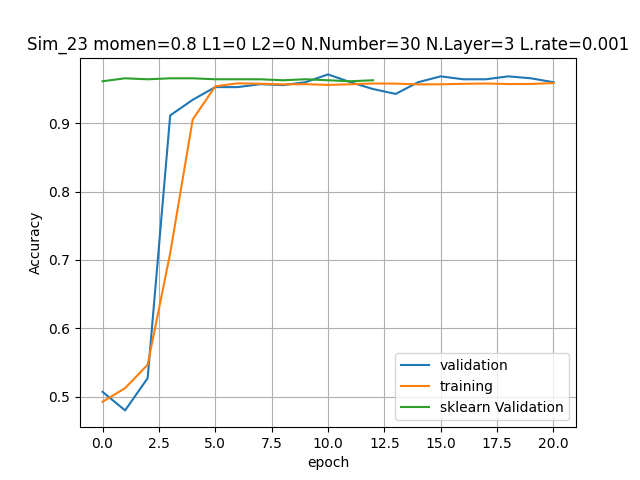 Sim_23 momen=0.8 L1=0 L2=0 N.Number=30 N.Layer=3 L.rate=0.001
0.9
0.8
0.7
0.6
0.5
Accuracy
validation
training
sklearn Validation
0.0 2.5 5.0 7.5 10.0 12.5 15.0 17.5 20.0
epoch